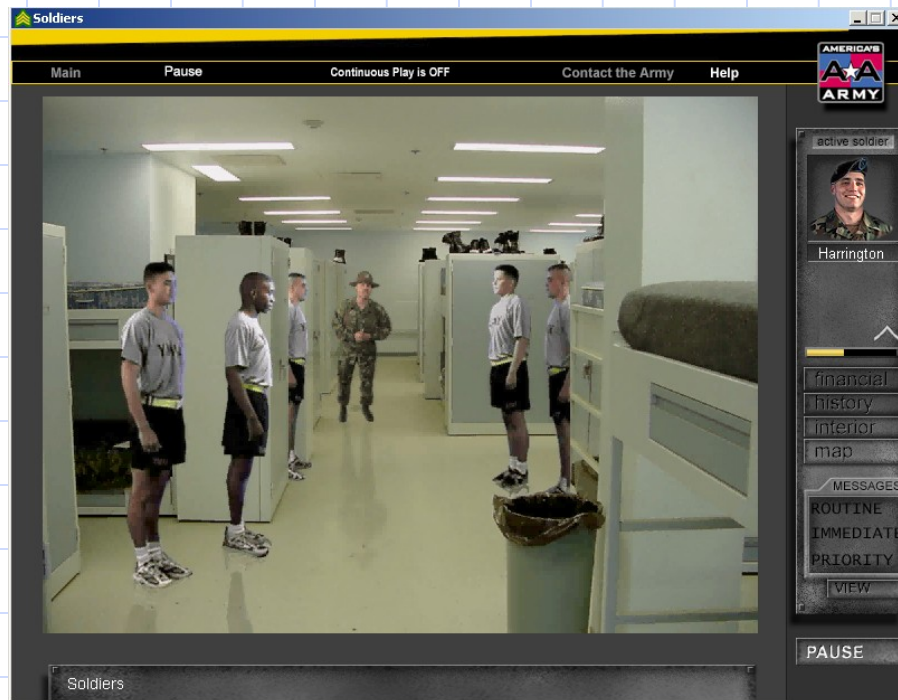 Soldiers
Main Pause Continuous Play is OFF Contact the Army Help
AMERICA'S
AA
ARMY
active soldier
Harrington
financial
history
interior
map
MESSAGES
ROUTINE
IMMEDIATE
PRIORITY
VIEW
PAUSE
Soldiers